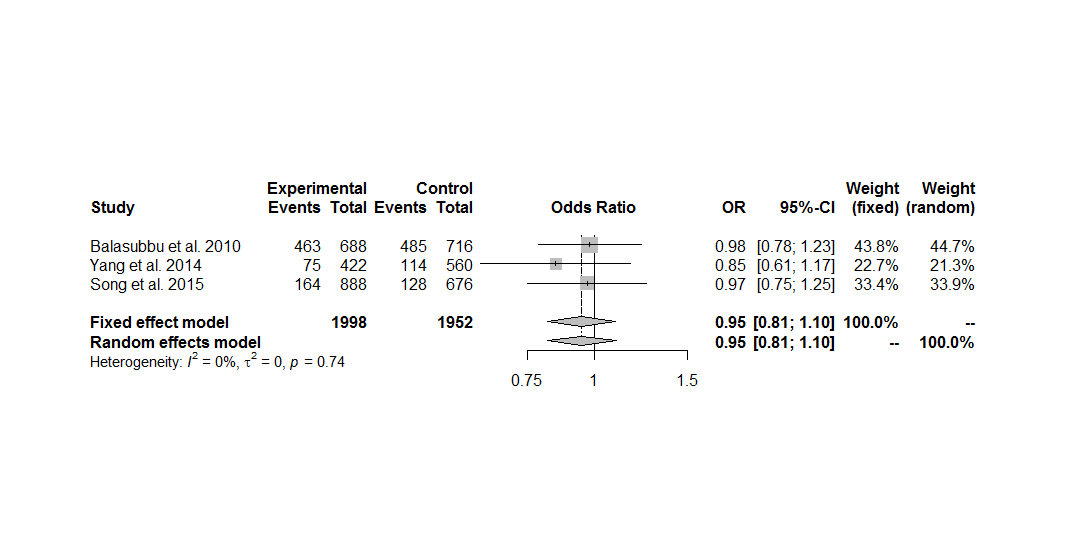 Experimental Control Weight Weight
Study Events Total Events Total Odds Ratio OR 95%-CI (fixed) (random)
Balasubbu et al. 2010 463 688 485 716 0.98 [0.78; 1.23] 43.8% 44.7%
Yang et al. 2014 75 422 114 560 0.85 [0.61; 1.17] 22.7% 21.3%
Song et al. 2015 164 888 128 676 0.97 [0.75; 1.25] 33.4% 33.9%
Fixed effect model 1998 1952 0.95 [0.81; 1.10] 100.0% --
Random effects model 0.95 [0.81; 1.10] -- 100.0%
Heterogeneity: I² = 0%, τ² = 0, p = 0.74
0.75 1 1.5